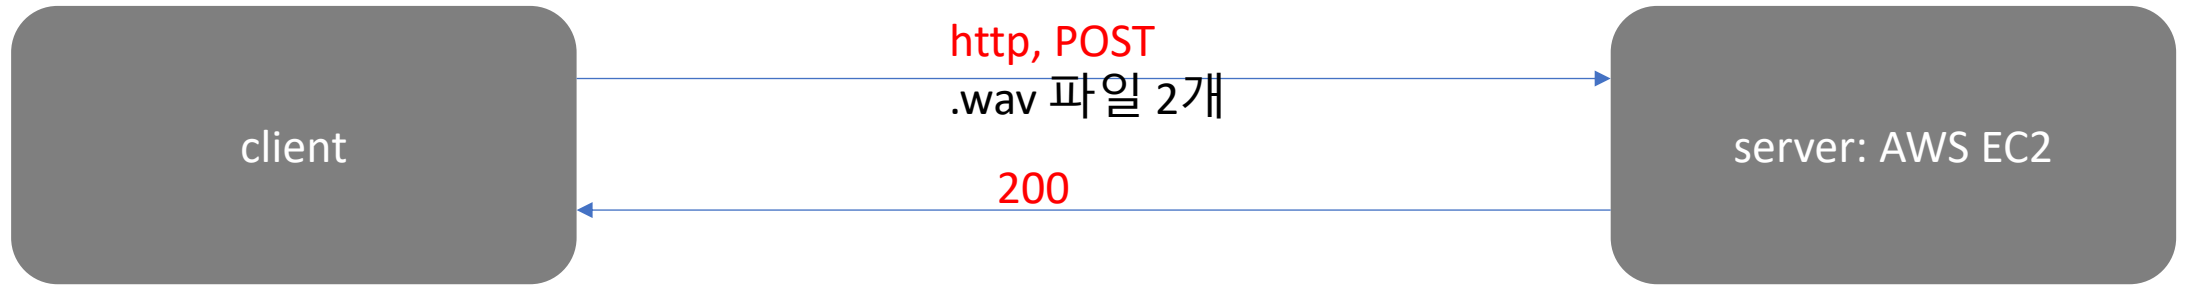 client
http, POST
.wav 파일 2개
200
server: AWS EC2